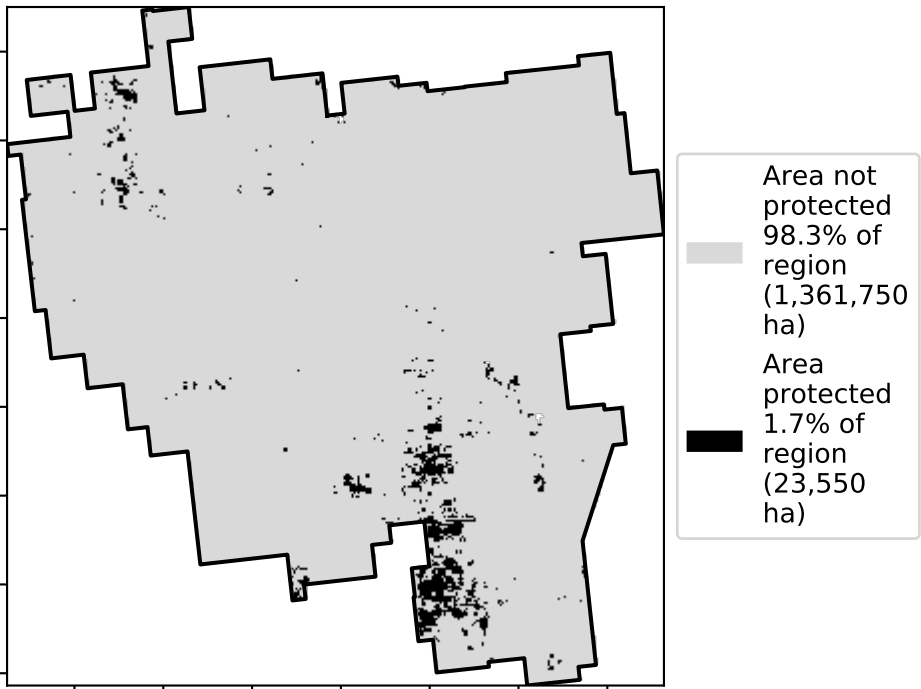 Area not
protected
98.3% of
region
(1,361,750
ha)
Area
protected
1.7% of
region
(23,550
ha)